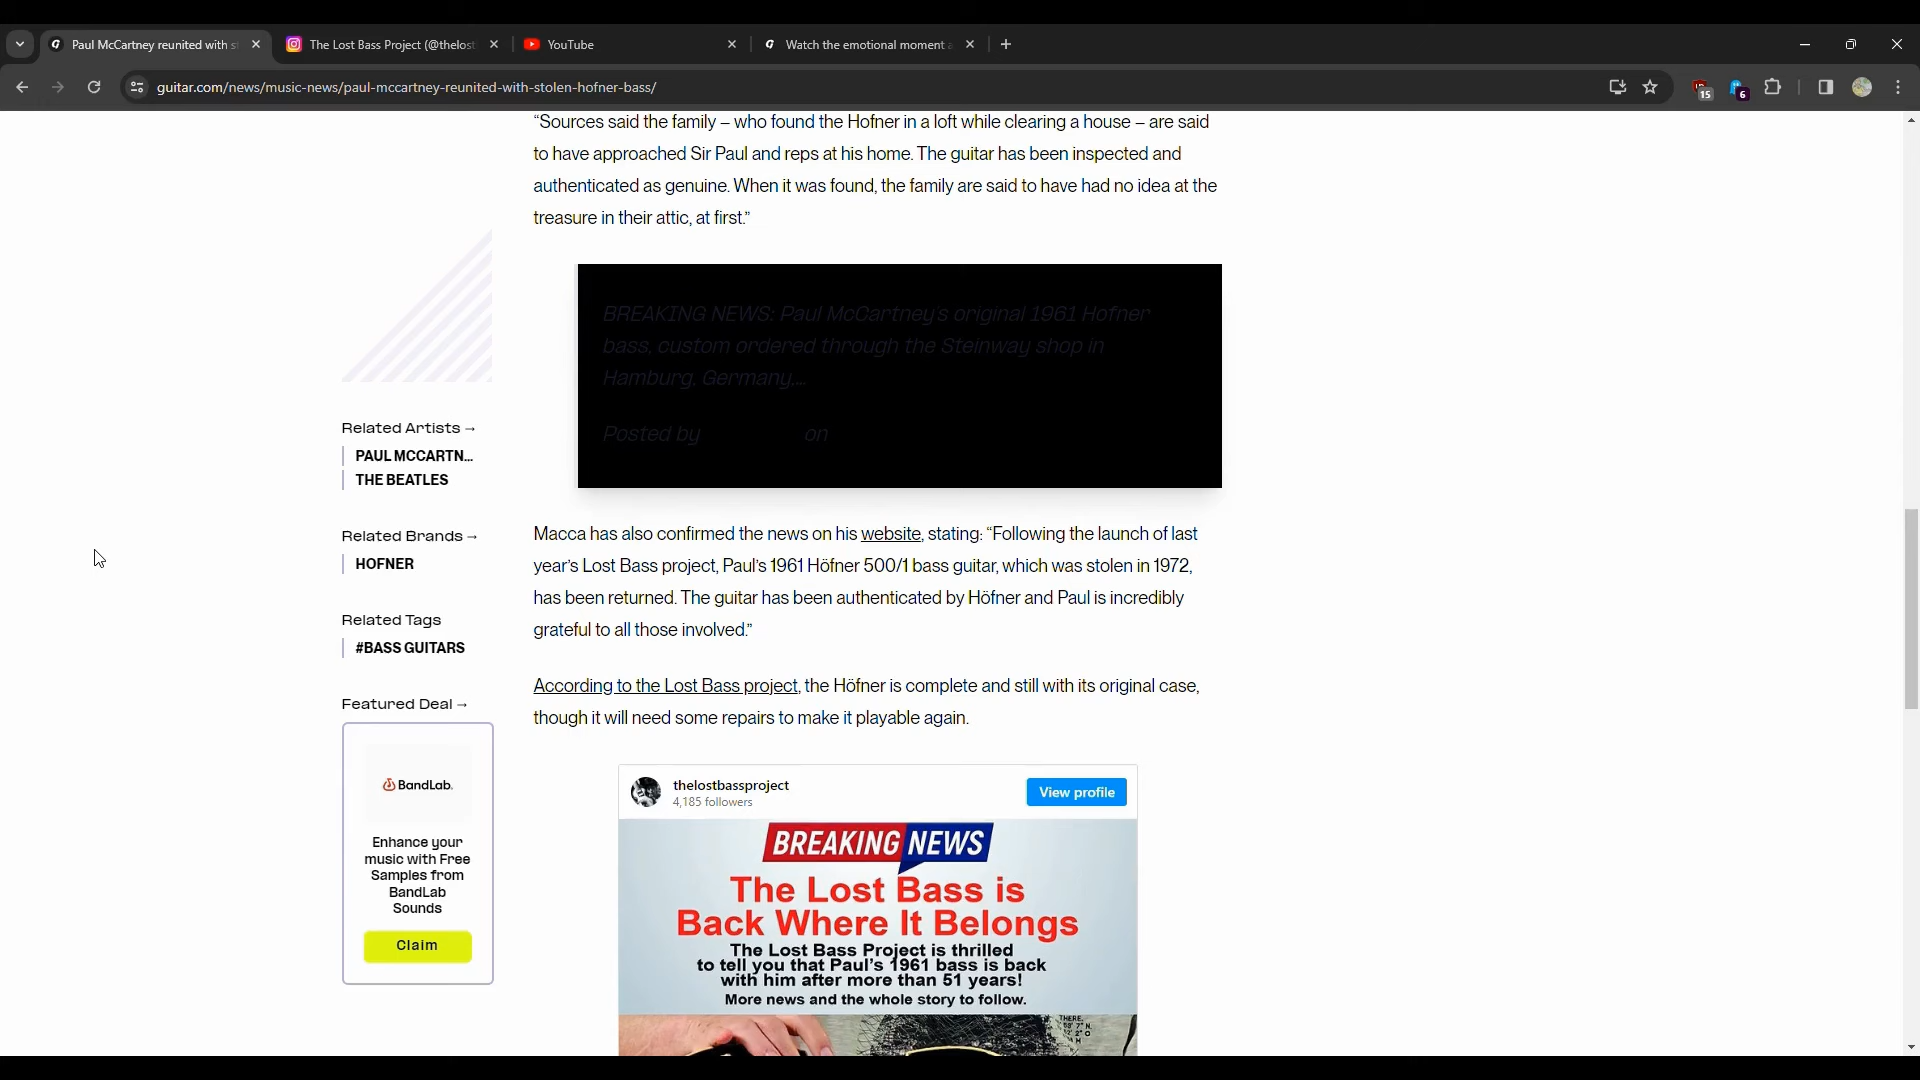 Paul McCartney reunited with s
The Lost Bass Project (@thelost
YouTube
Watch the emotional moment a
guitar.com/news/music-news/paul-mccartney-reunited-with-stolen-hofner-bass/
15
6
“Sources said the family – who found the Hofner in a loft while clearing a house – are said
to have approached Sir Paul and reps at his home. The guitar has been inspected and
authenticated as genuine. When it was found, the family are said to have had no idea at the
treasure in their attic, at first.”
BREAKING NEWS: Paul McCartney's original 1961 Hofner
bass, custom ordered through the Steinway shop in
Hamburg, Germany,...
Posted by on
Related Artists →
PAUL MCCARTN...
THE BEATLES
Related Brands →
HOFNER
Related Tags
#BASS GUITARS
Featured Deal →
BandLab.
Enhance your
music with Free
Samples from
BandLab
Sounds
Claim
Macca has also confirmed the news on his website, stating: “Following the launch of last
year’s Lost Bass project, Paul’s 1961 Höfner 500/1 bass guitar, which was stolen in 1972,
has been returned. The guitar has been authenticated by Höfner and Paul is incredibly
grateful to all those involved.”
According to the Lost Bass project, the Höfner is complete and still with its original case,
though it will need some repairs to make it playable again.
thelostbassproject
4,185 followers
View profile
BREAKING NEWS
The Lost Bass is
Back Where It Belongs
The Lost Bass Project is thrilled
to tell you that Paul’s 1961 bass is back
with him after more than 51 years!
More news and the whole story to follow.
THERE.